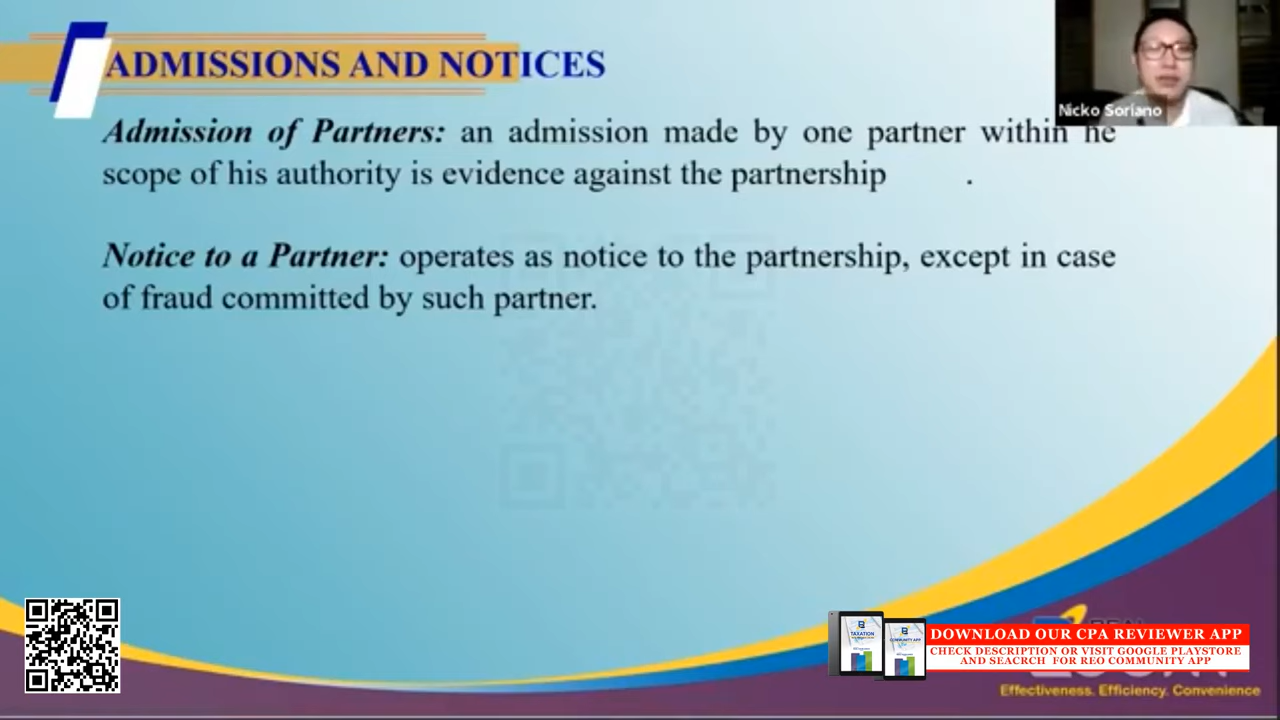 ADMISSIONS AND NOTICES
Nicko Soriano
Admission of Partners: an admission made by one partner within he
scope of his authority is evidence against the partnership .
Notice to a Partner: operates as notice to the partnership, except in case
of fraud committed by such partner.
TAXATION
COMMUNITY APP
DOWNLOAD OUR CPA REVIEWER APP
CHECK DESCRIPTION OR VISIT GOOGLE PLAYSTORE
AND SEACRCH FOR REO COMMUNITY APP
Effectiveness. Efficiency. Convenience